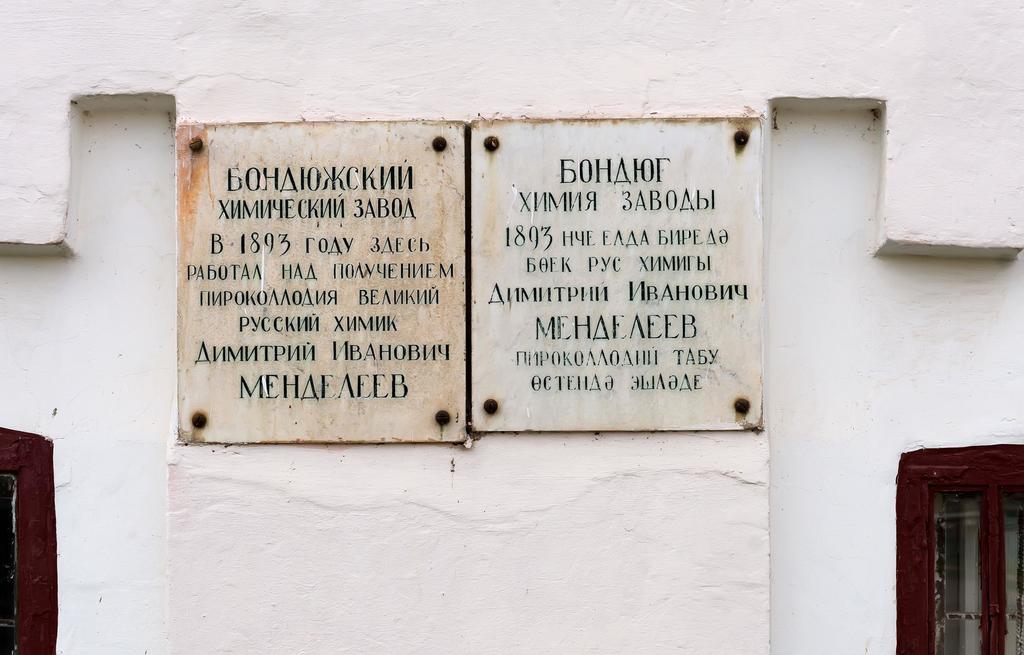 БОНДЮЖСКИЙ
ХИМИЧЕСКИЙ ЗАВОД
В 1893 ГОДУ ЗДЕСЬ
РАБОТАЛ НАД ПОЛУЧЕНИЕМ
ПИРОКОЛЛОДИЯ ВЕЛИКИЙ
РУССКИЙ ХИМИК
ДИМИТРИЙ ИВАНОВИЧ
МЕНДЕЛЕЕВ
БОНДЮГ
ХИМИЯ ЗАВОДЫ
1893 НЧЕ ЕЛДА БИРЕДӘ
БӨЕК РУС ХИМИГЫ
ДИМИТРИЙ ИВАНОВИЧ
МЕНДЕЛЕЕВ
ПИРОКОЛЛОДИЙ ТАБУ
ӨСТЕНДӘ ЭШЛӘДЕ